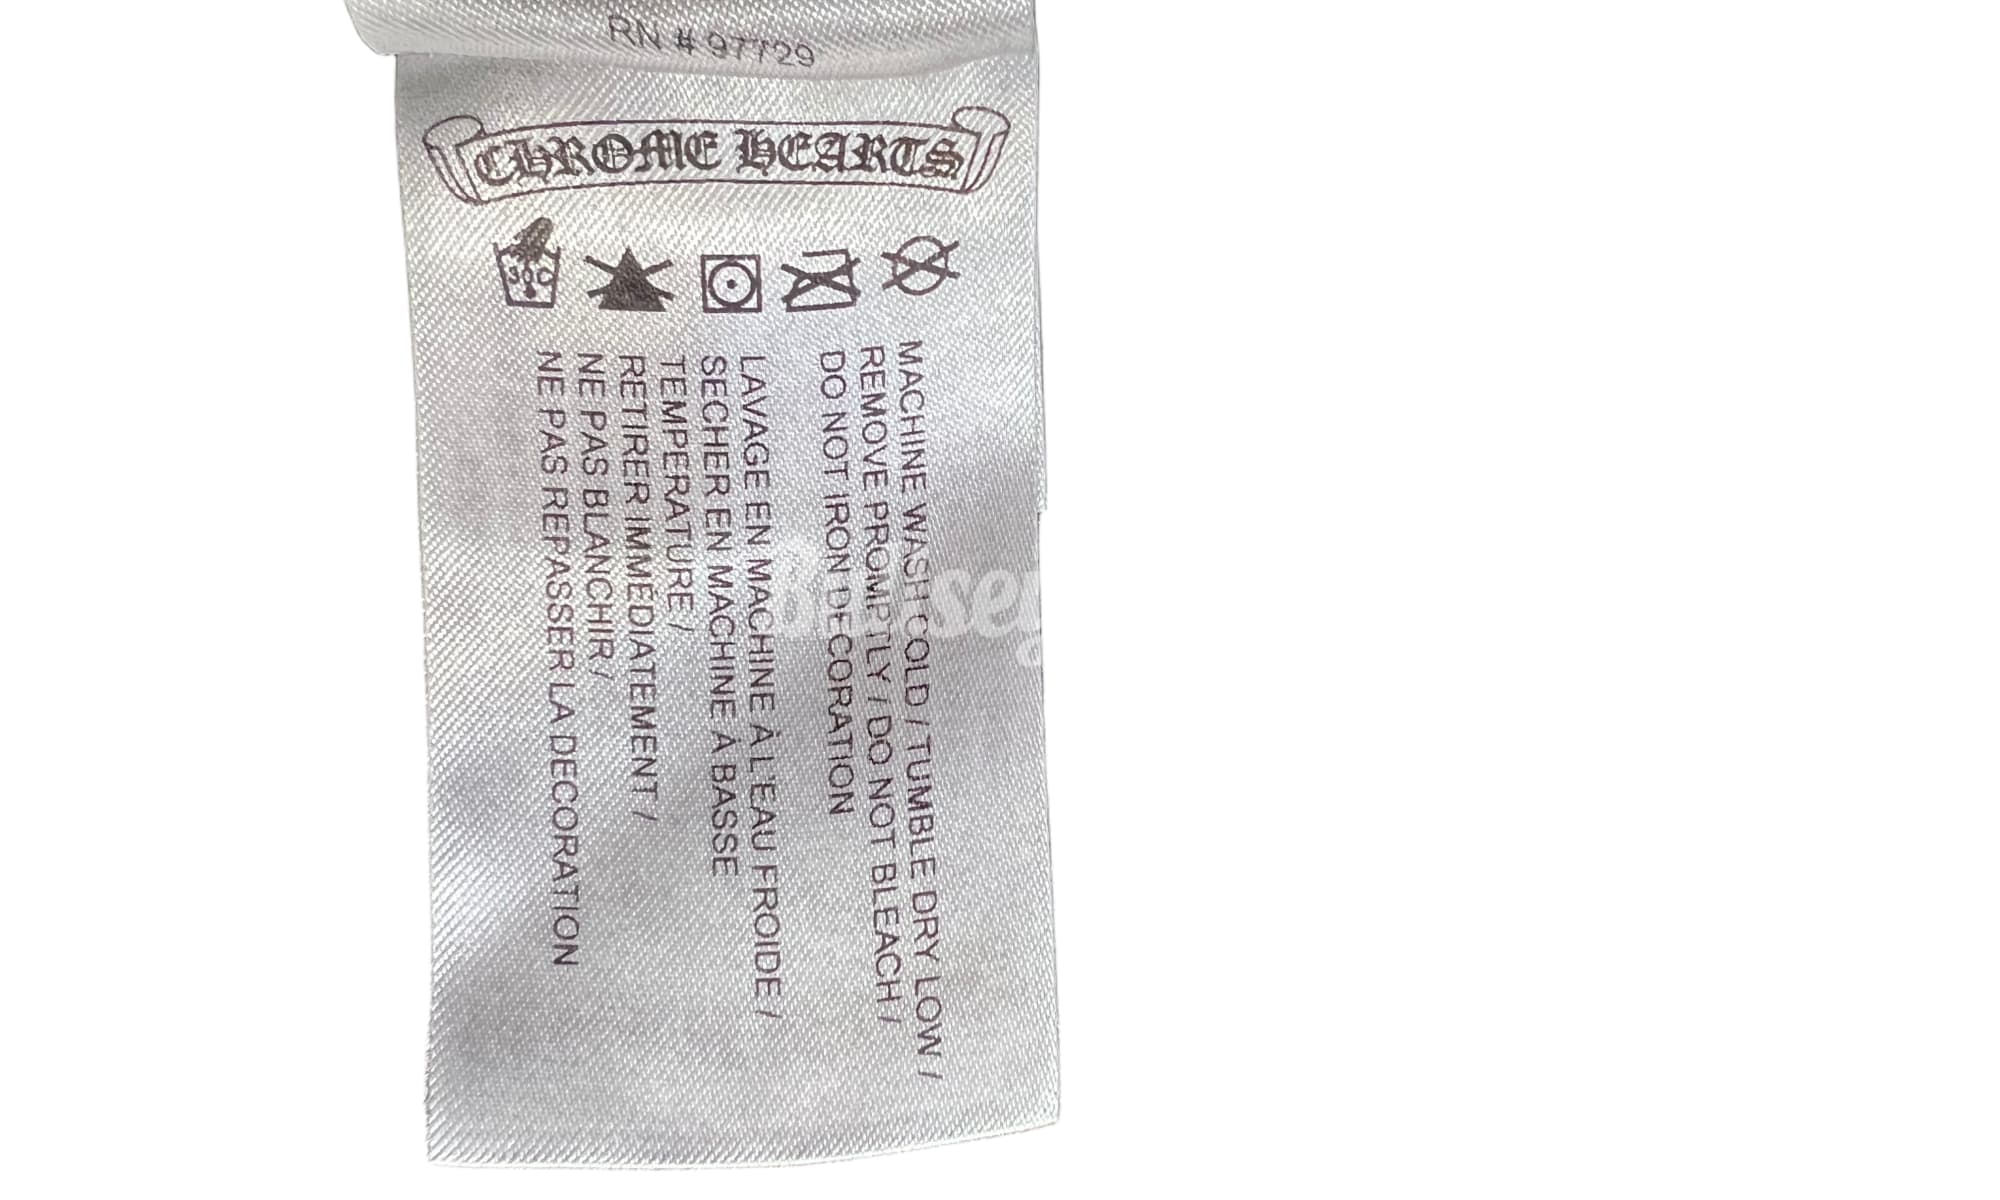 RN # 97729
CHROME HEARTS
30C
MACHINE WASH COLD / TUMBLE DRY LOW /
REMOVE PROMPTLY / DO NOT BLEACH /
DO NOT IRON DECORATION
LAVAGE EN MACHINE À L'EAU FROIDE /
SECHER EN MACHINE À BASSE
TEMPERATURE /
RETIRER IMMÉDIATEMENT /
NE PAS BLANCHIR /
NE PAS REPASSER LA DECORATION